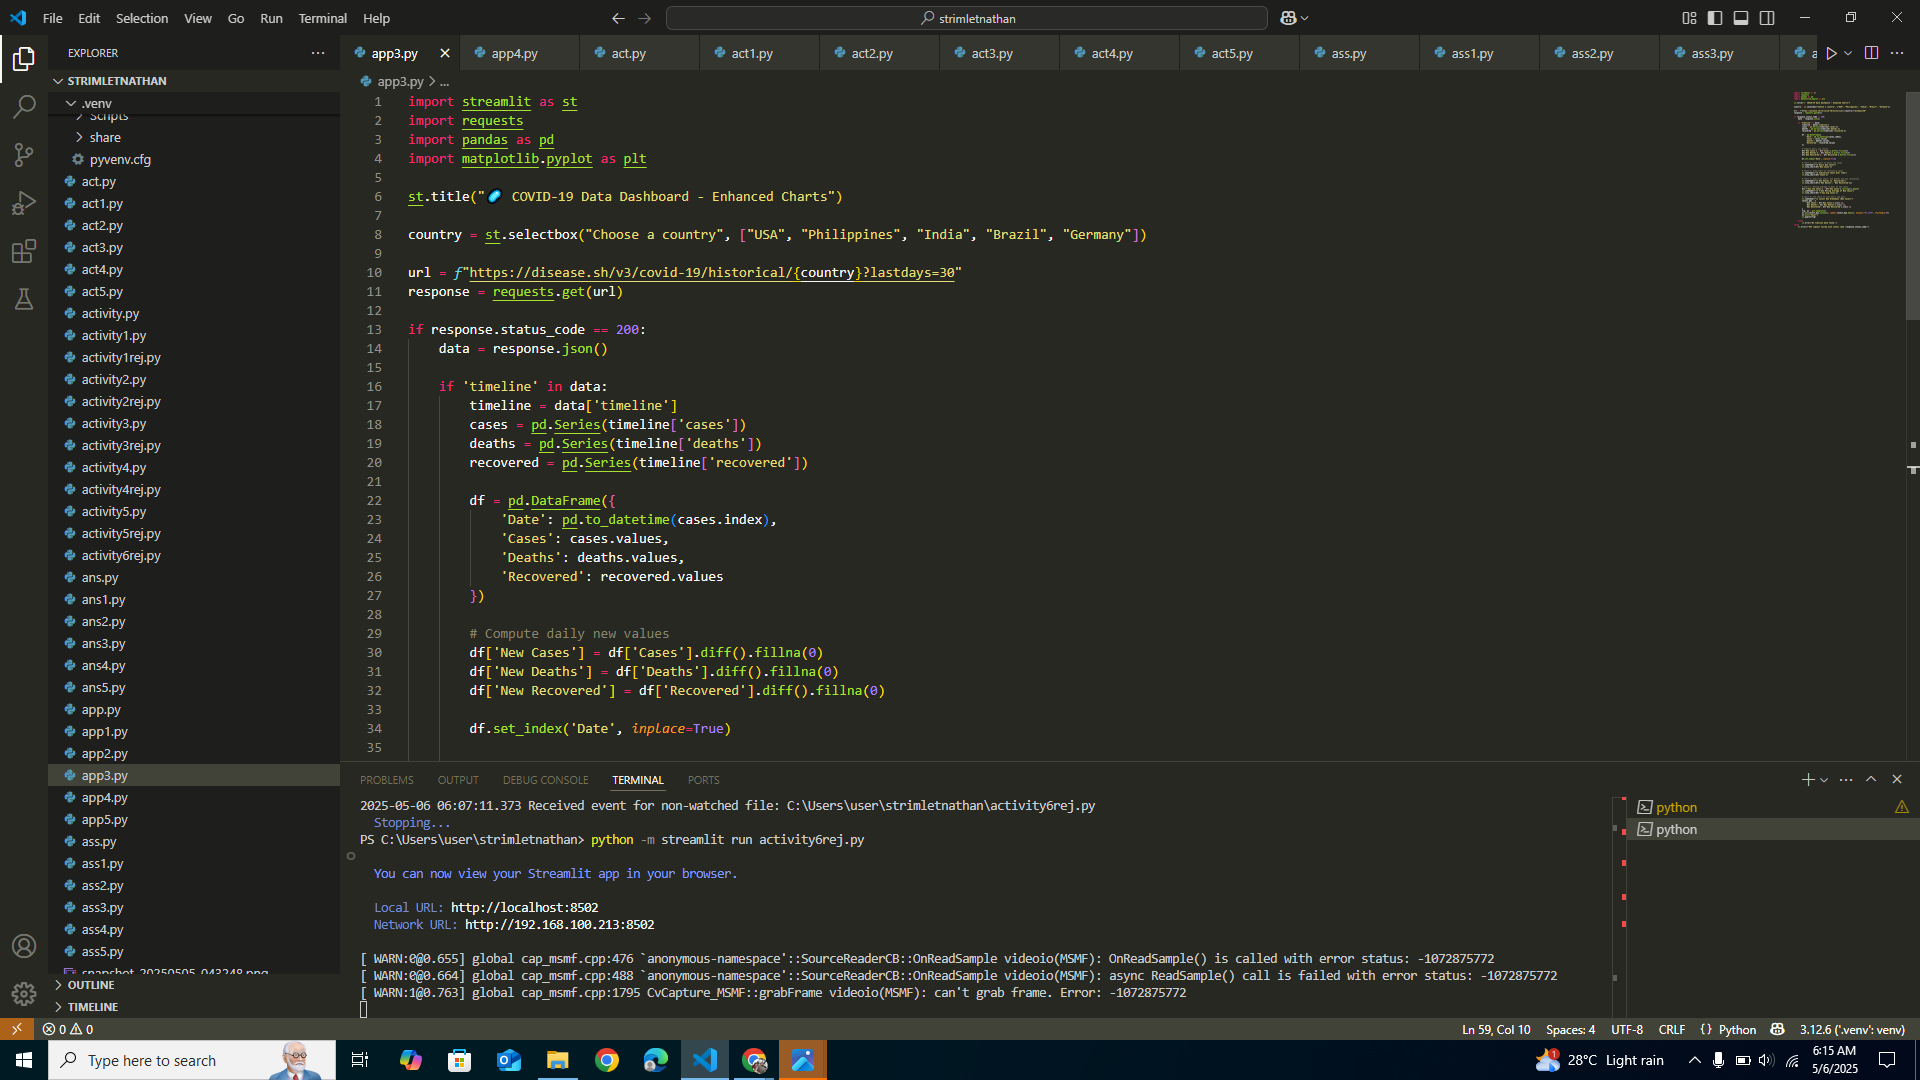 File Edit Selection View Go Run Terminal Help
strimletnathan
EXPLORER
STRIMLETNATHAN
.venv
Scripts
share
pyvenv.cfg
act.py
act1.py
act2.py
act3.py
act4.py
act5.py
activity.py
activity1.py
activity1rej.py
activity2.py
activity2rej.py
activity3.py
activity3rej.py
activity4.py
activity4rej.py
activity5.py
activity5rej.py
activity6rej.py
ans.py
ans1.py
ans2.py
ans3.py
ans4.py
ans5.py
app.py
app1.py
app2.py
app3.py
app4.py
app5.py
ass.py
ass1.py
ass2.py
ass3.py
ass4.py
ass5.py
snapshot_20250505_043248.png
OUTLINE
TIMELINE
app3.py app4.py act.py act1.py act2.py act3.py act4.py act5.py ass.py ass1.py ass2.py ass3.py a
app3.py > ...
1 import streamlit as st
2 import requests
3 import pandas as pd
4 import matplotlib.pyplot as plt
5
6 st.title("🧪 COVID-19 Data Dashboard - Enhanced Charts")
7
8 country = st.selectbox("Choose a country", ["USA", "Philippines", "India", "Brazil", "Germany"])
9
10 url = f"https://disease.sh/v3/covid-19/historical/{country}?lastdays=30"
11 response = requests.get(url)
12
13 if response.status_code == 200:
14 data = response.json()
15
16 if 'timeline' in data:
17 timeline = data['timeline']
18 cases = pd.Series(timeline['cases'])
19 deaths = pd.Series(timeline['deaths'])
20 recovered = pd.Series(timeline['recovered'])
21
22 df = pd.DataFrame({
23 'Date': pd.to_datetime(cases.index),
24 'Cases': cases.values,
25 'Deaths': deaths.values,
26 'Recovered': recovered.values
27 })
28
29 # Compute daily new values
30 df['New Cases'] = df['Cases'].diff().fillna(0)
31 df['New Deaths'] = df['Deaths'].diff().fillna(0)
32 df['New Recovered'] = df['Recovered'].diff().fillna(0)
33
34 df.set_index('Date', inplace=True)
35
PROBLEMS OUTPUT DEBUG CONSOLE TERMINAL PORTS
2025-05-06 06:07:11.373 Received event for non-watched file: C:\Users\user\strimletnathan\activity6rej.py
Stopping...
PS C:\Users\user\strimletnathan> python -m streamlit run activity6rej.py
You can now view your Streamlit app in your browser.
Local URL: http://localhost:8502
Network URL: http://192.168.100.213:8502
[ WARN:0@0.655] global cap_msmf.cpp:476 `anonymous-namespace'::SourceReaderCB::OnReadSample videoio(MSMF): OnReadSample() is called with error status: -1072875772
[ WARN:0@0.664] global cap_msmf.cpp:488 `anonymous-namespace'::SourceReaderCB::OnReadSample videoio(MSMF): async ReadSample() call is failed with error status: -1072875772
[ WARN:1@0.763] global cap_msmf.cpp:1795 CvCapture_MSMF::grabFrame videoio(MSMF): can't grab frame. Error: -1072875772
python
python
0 0 Ln 59, Col 10 Spaces: 4 UTF-8 CRLF {} Python 3.12.6 ('.venv': venv)
Type here to search
1
28°C Light rain
6:15 AM
5/6/2025